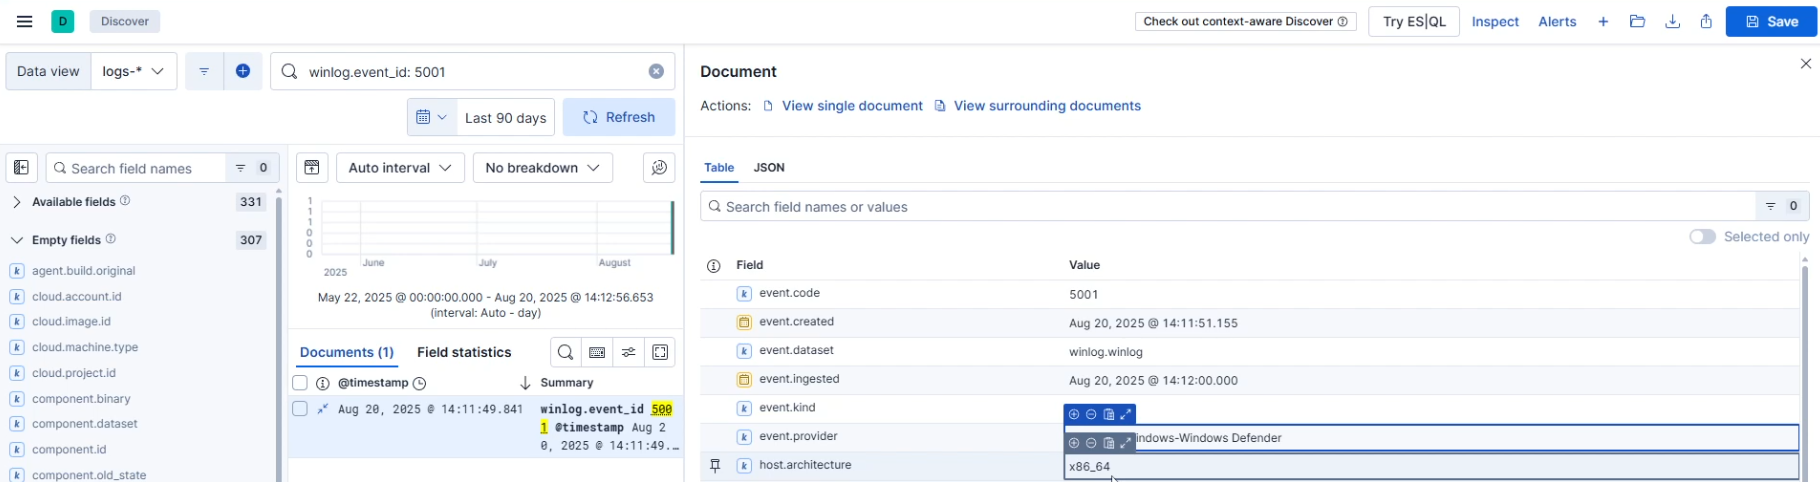 D Discover Check out context-aware Discover Try ES|QL Inspect Alerts Save
Data view logs-* winlog.event_id: 5001
Last 90 days Refresh
Search field names 0
Available fields 331
Empty fields 307
k agent.build.original
k cloud.account.id
k cloud.image.id
k cloud.machine.type
k cloud.project.id
k component.binary
k component.dataset
k component.id
k component.old_state
Auto interval No breakdown
1
1
1
0
0
0
June July August
2025
May 22, 2025 @ 00:00:00.000 - Aug 20, 2025 @ 14:12:56.653
(interval: Auto - day)
Documents (1) Field statistics
@timestamp Summary
Aug 20, 2025 @ 14:11:49.841 winlog.event_id 500
1 @timestamp Aug 2
0, 2025 @ 14:11:49.…
Document
Actions: View single document View surrounding documents
Table JSON
Search field names or values 0
Selected only
Field Value
k event.code 5001
event.created Aug 20, 2025 @ 14:11:51.155
k event.dataset winlog.winlog
event.ingested Aug 20, 2025 @ 14:12:00.000
k event.kind
k event.provider indows-Windows Defender
k host.architecture x86_64